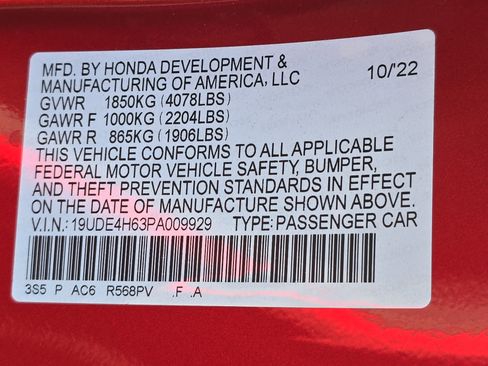 MFD. BY HONDA DEVELOPMENT &
MANUFACTURING OF AMERICA, LLC 10/'22
GVWR 1850KG (4078LBS)
GAWR F 1000KG (2204LBS)
GAWR R 865KG (1906LBS)
THIS VEHICLE CONFORMS TO ALL APPLICABLE
FEDERAL MOTOR VEHICLE SAFETY, BUMPER,
AND THEFT PREVENTION STANDARDS IN EFFECT
ON THE DATE OF MANUFACTURE SHOWN ABOVE.
V.I.N: 19UDE4H63PA009929 TYPE: PASSENGER CAR
3S5 P AC6 R568PV .F .A